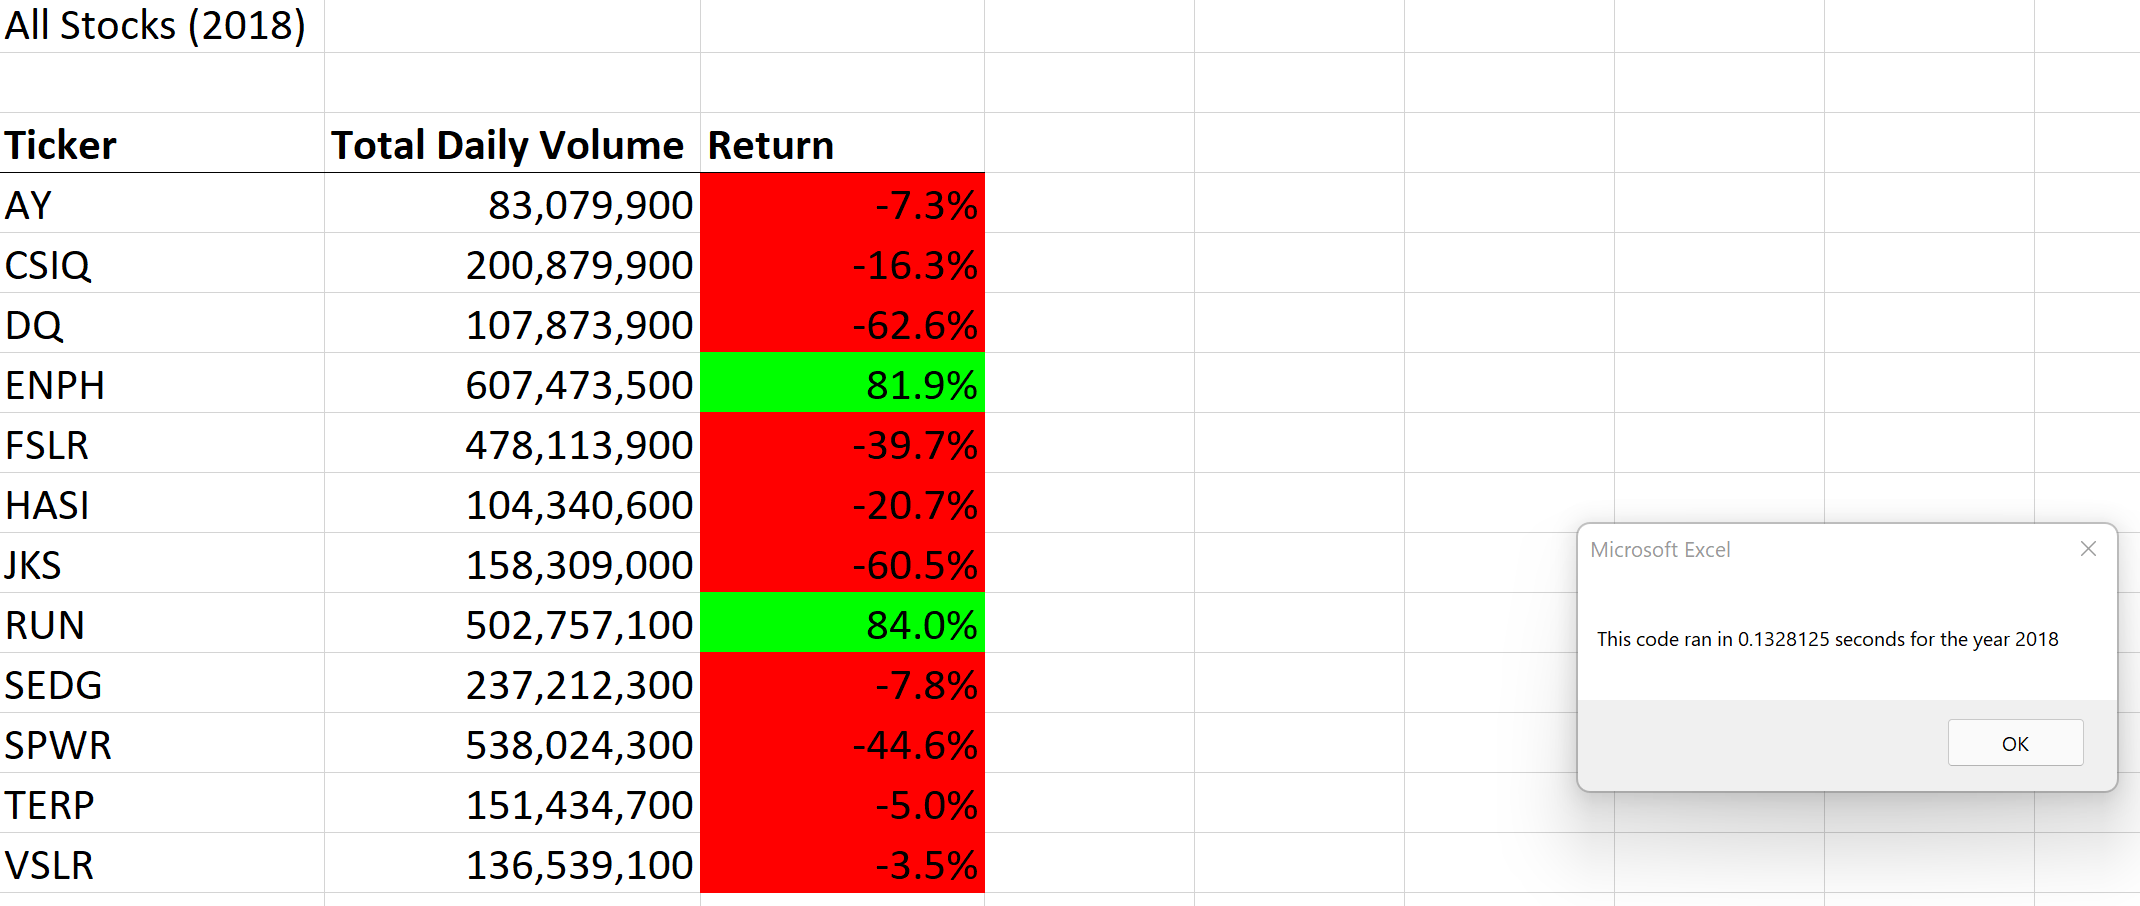 All Stocks (2018)
Ticker Total Daily Volume Return
AY 83,079,900 -7.3%
CSIQ 200,879,900 -16.3%
DQ 107,873,900 -62.6%
ENPH 607,473,500 81.9%
FSLR 478,113,900 -39.7%
HASI 104,340,600 -20.7%
JKS 158,309,000 -60.5%
RUN 502,757,100 84.0%
SEDG 237,212,300 -7.8%
SPWR 538,024,300 -44.6%
TERP 151,434,700 -5.0%
VSLR 136,539,100 -3.5%
Microsoft Excel
This code ran in 0.1328125 seconds for the year 2018
OK